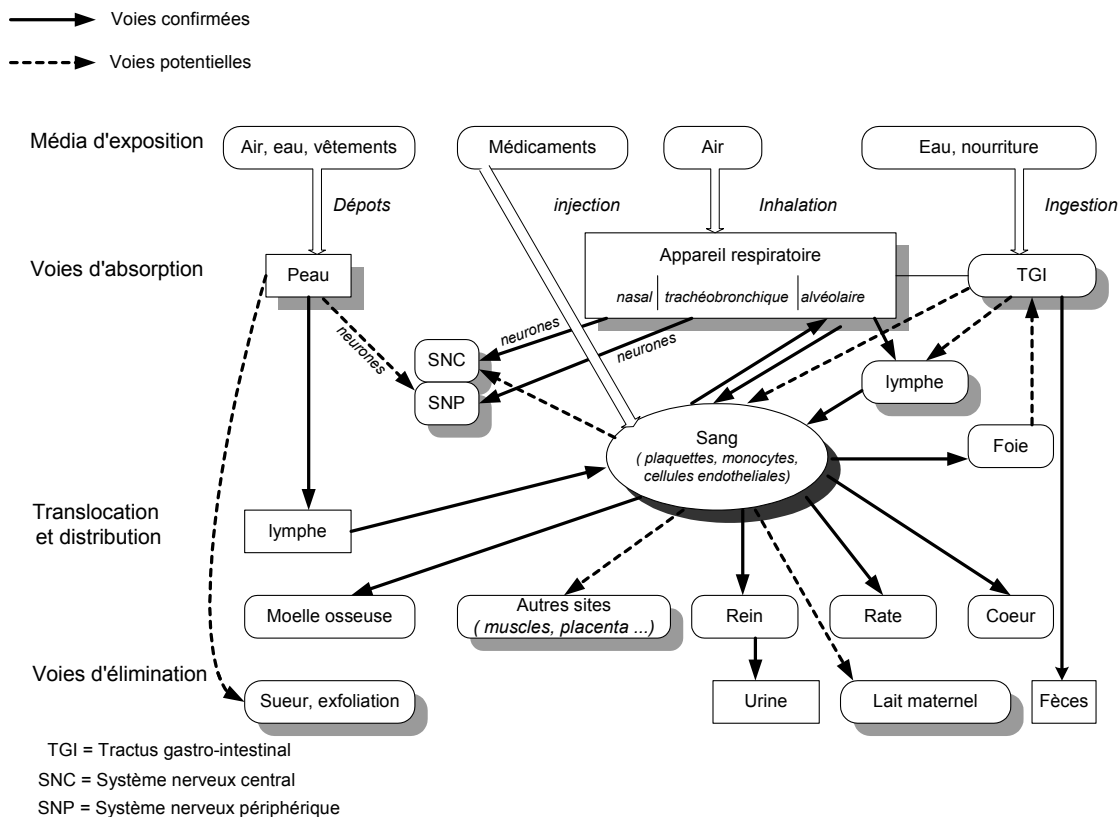 Voies confirmées
Voies potentielles
Média d'exposition
Air, eau, vêtements
Médicaments
Air
Eau, nourriture
Dépots
injection
Inhalation
Ingestion
Voies d'absorption
Peau
Appareil respiratoire
nasal
trachéobronchique
alvéolaire
TGI
neurones
neurones
neurones
SNC
SNP
lymphe
Sang
( plaquettes, monocytes,
cellules endotheliales)
Foie
Translocation
et distribution
lymphe
Moelle osseuse
Autres sites
( muscles, placenta ...)
Rein
Rate
Coeur
Voies d'élimination
Sueur, exfoliation
Urine
Lait maternel
Fèces
TGI = Tractus gastro-intestinal
SNC = Système nerveux central
SNP = Système nerveux périphérique